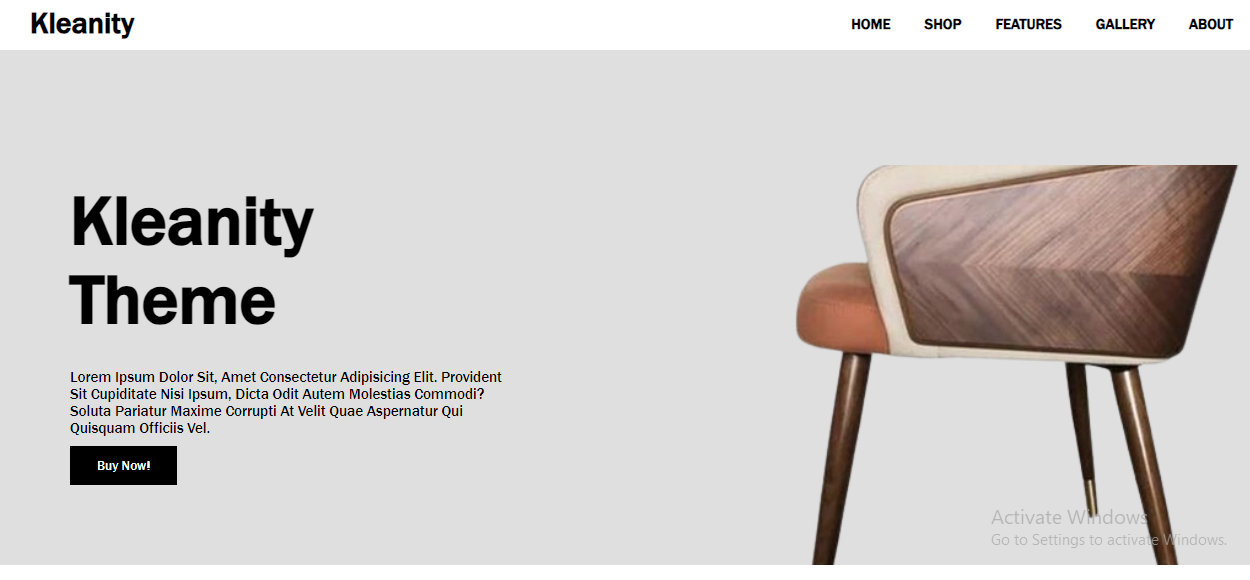 Kleanity
HOME SHOP FEATURES GALLERY ABOUT
Kleanity
Theme
Lorem Ipsum Dolor Sit, Amet Consectetur Adipisicing Elit. Provident
Sit Cupiditate Nisi Ipsum, Dicta Odit Autem Molestias Commodi?
Soluta Pariatur Maxime Corrupti At Velit Quae Aspernatur Qui
Quisquam Officiis Vel.
Buy Now!
Activate Windows
Go to Settings to activate Windows.